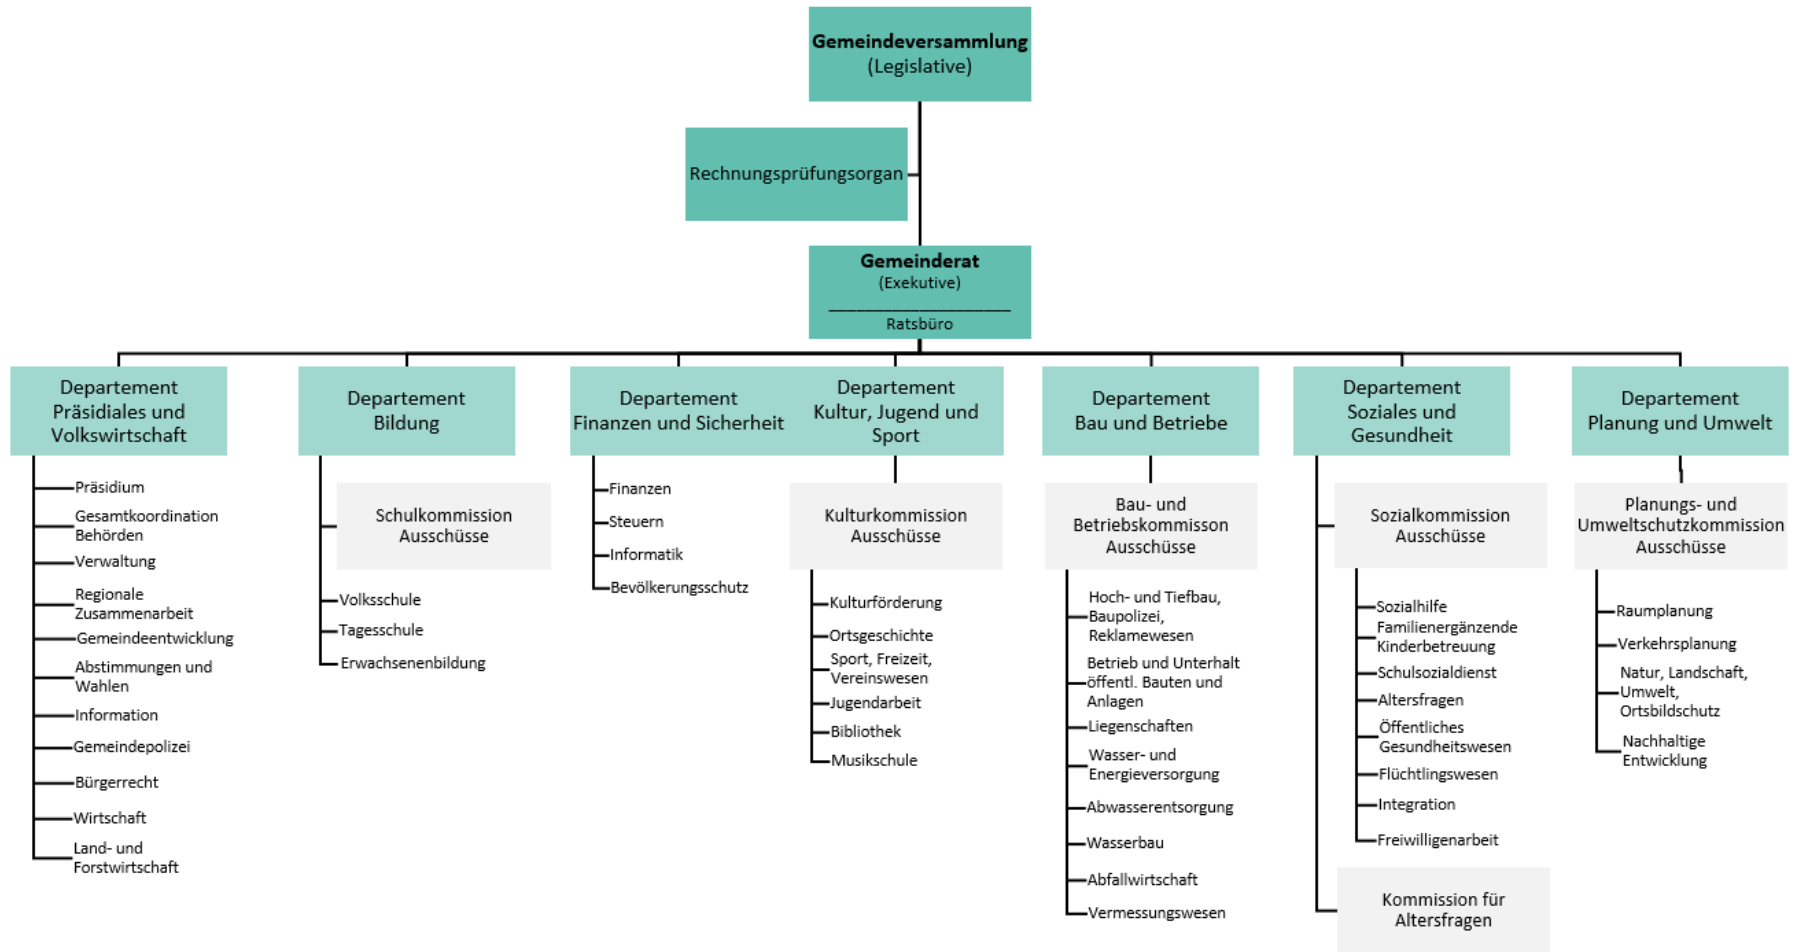 Gemeindeversammlung
(Legislative)
Rechnungsprüfungsorgan
Gemeinderat
(Exekutive)
Ratsbüro
Departement
Präsidiales und
Volkswirtschaft
Präsidium
Gesamtkoordination
Behörden
Verwaltung
Regionale
Zusammenarbeit
Gemeindeentwicklung
Abstimmungen und
Wahlen
Information
Gemeindepolizei
Bürgerrecht
Wirtschaft
Land- und
Forstwirtschaft
Departement
Bildung
Schulkommission
Ausschüsse
Volksschule
Tagesschule
Erwachsenenbildung
Departement
Finanzen und Sicherheit
Finanzen
Steuern
Informatik
Bevölkerungsschutz
Departement
Kultur, Jugend und
Sport
Kulturkommission
Ausschüsse
Kulturförderung
Ortsgeschichte
Sport, Freizeit,
Vereinswesen
Jugendarbeit
Bibliothek
Musikschule
Departement
Bau und Betriebe
Bau- und
Betriebskommisson
Ausschüsse
Hoch- und Tiefbau,
Baupolizei,
Reklamewesen
Betrieb und Unterhalt
öffentl. Bauten und
Anlagen
Liegenschaften
Wasser- und
Energieversorgung
Abwasserentsorgung
Wasserbau
Abfallwirtschaft
Vermessungswesen
Departement
Soziales und
Gesundheit
Sozialkommission
Ausschüsse
Sozialhilfe
Familienergänzende
Kinderbetreuung
Schulsozialdienst
Altersfragen
Öffentliches
Gesundheitswesen
Flüchtlingswesen
Integration
Freiwilligenarbeit
Kommission für
Altersfragen
Departement
Planung und Umwelt
Planungs- und
Umweltschutzkommission
Ausschüsse
Raumplanung
Verkehrsplanung
Natur, Landschaft,
Umwelt,
Ortsbildschutz
Nachhaltige
Entwicklung